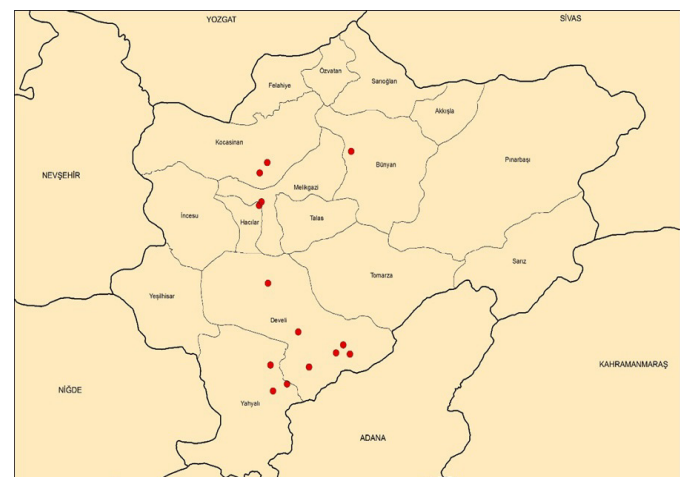 YOZGAT
SİVAS
Özvatan
Felahiye
Sarıoğlan
Akkışla
Kocasinan
Bünyan
Pınarbaşı
NEVŞEHİR
Melikgazi
İncesu
Hacılar
Talas
Sarız
Tomarza
Yeşilhisar
Develi
KAHRAMANMARAŞ
NİĞDE
Yahyalı
ADANA